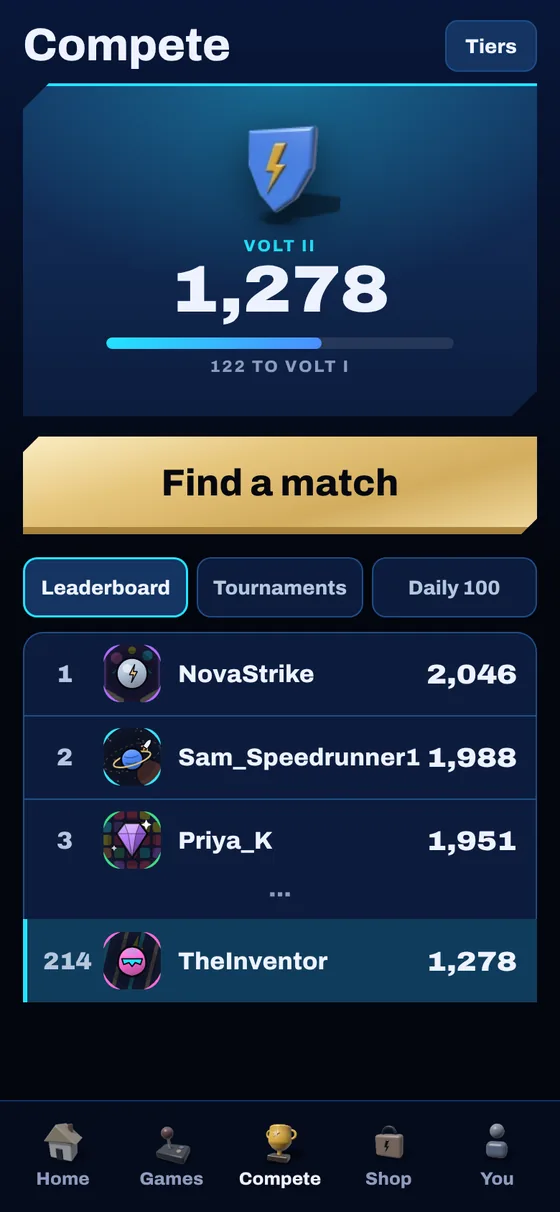 Compete
Tiers
VOLT II
1,278
122 TO VOLT I
Find a match
Leaderboard
Tournaments
Daily 100
1 NovaStrike 2,046
2 Sam_Speedrunner1 1,988
3 Priya_K 1,951
...
214 TheInventor 1,278
Home
Games
Compete
Shop
You